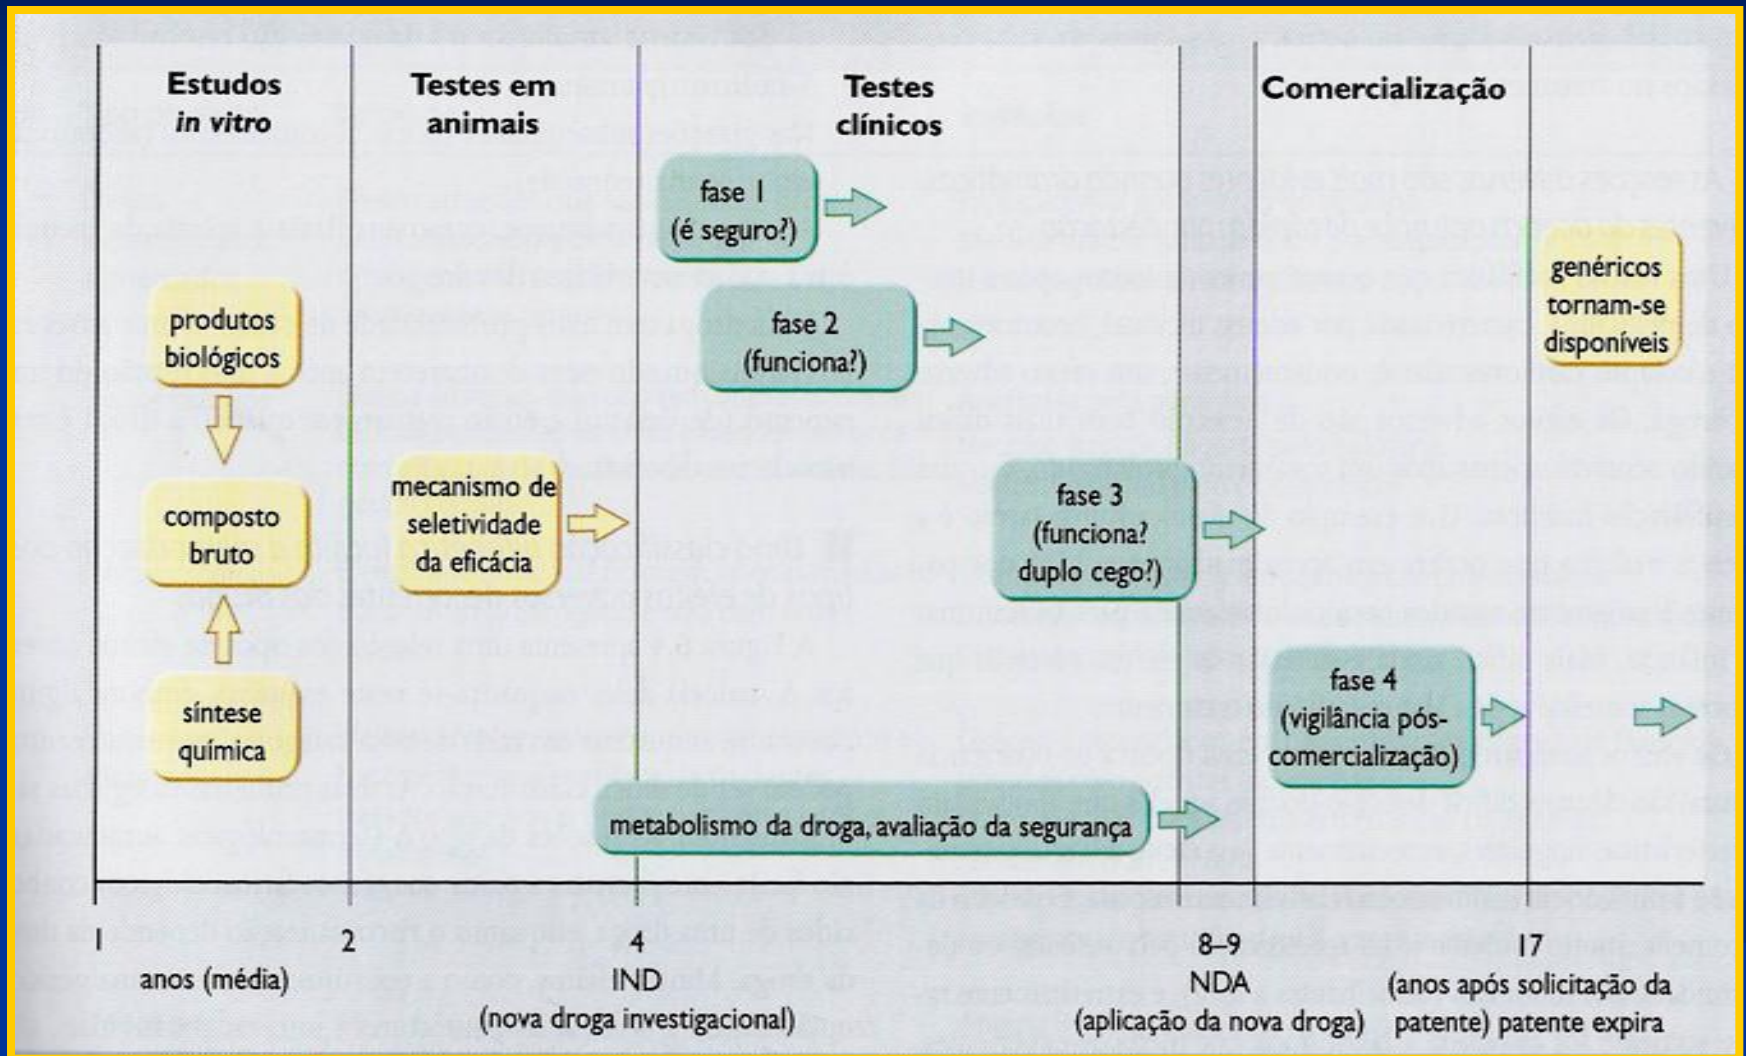 Estudos
in vitro
Testes em
animais
Testes
clínicos
Comercialização
fase 1
(é seguro?)
fase 2
(funciona?)
genéricos
tornam-se
disponíveis
produtos
biológicos
composto
bruto
síntese
química
mecanismo de
seletividade
da eficácia
fase 3
(funciona?
duplo cego?)
fase 4
(vigilância pós-
comercialização)
metabolismo da droga, avaliação da segurança
1
2
4
8–9
17
anos (média)
IND
(nova droga investigacional)
NDA
(aplicação da nova droga)
(anos após solicitação da
patente) patente expira